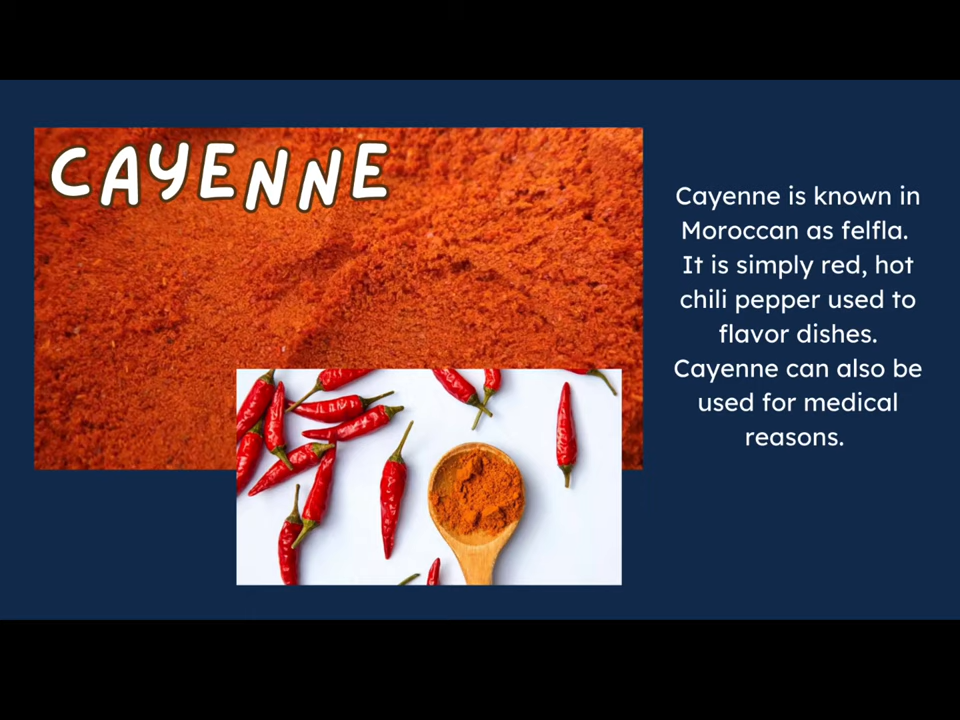 CAYENNE
Cayenne is known in
Moroccan as felfla.
It is simply red, hot
chili pepper used to
flavor dishes.
Cayenne can also be
used for medical
reasons.